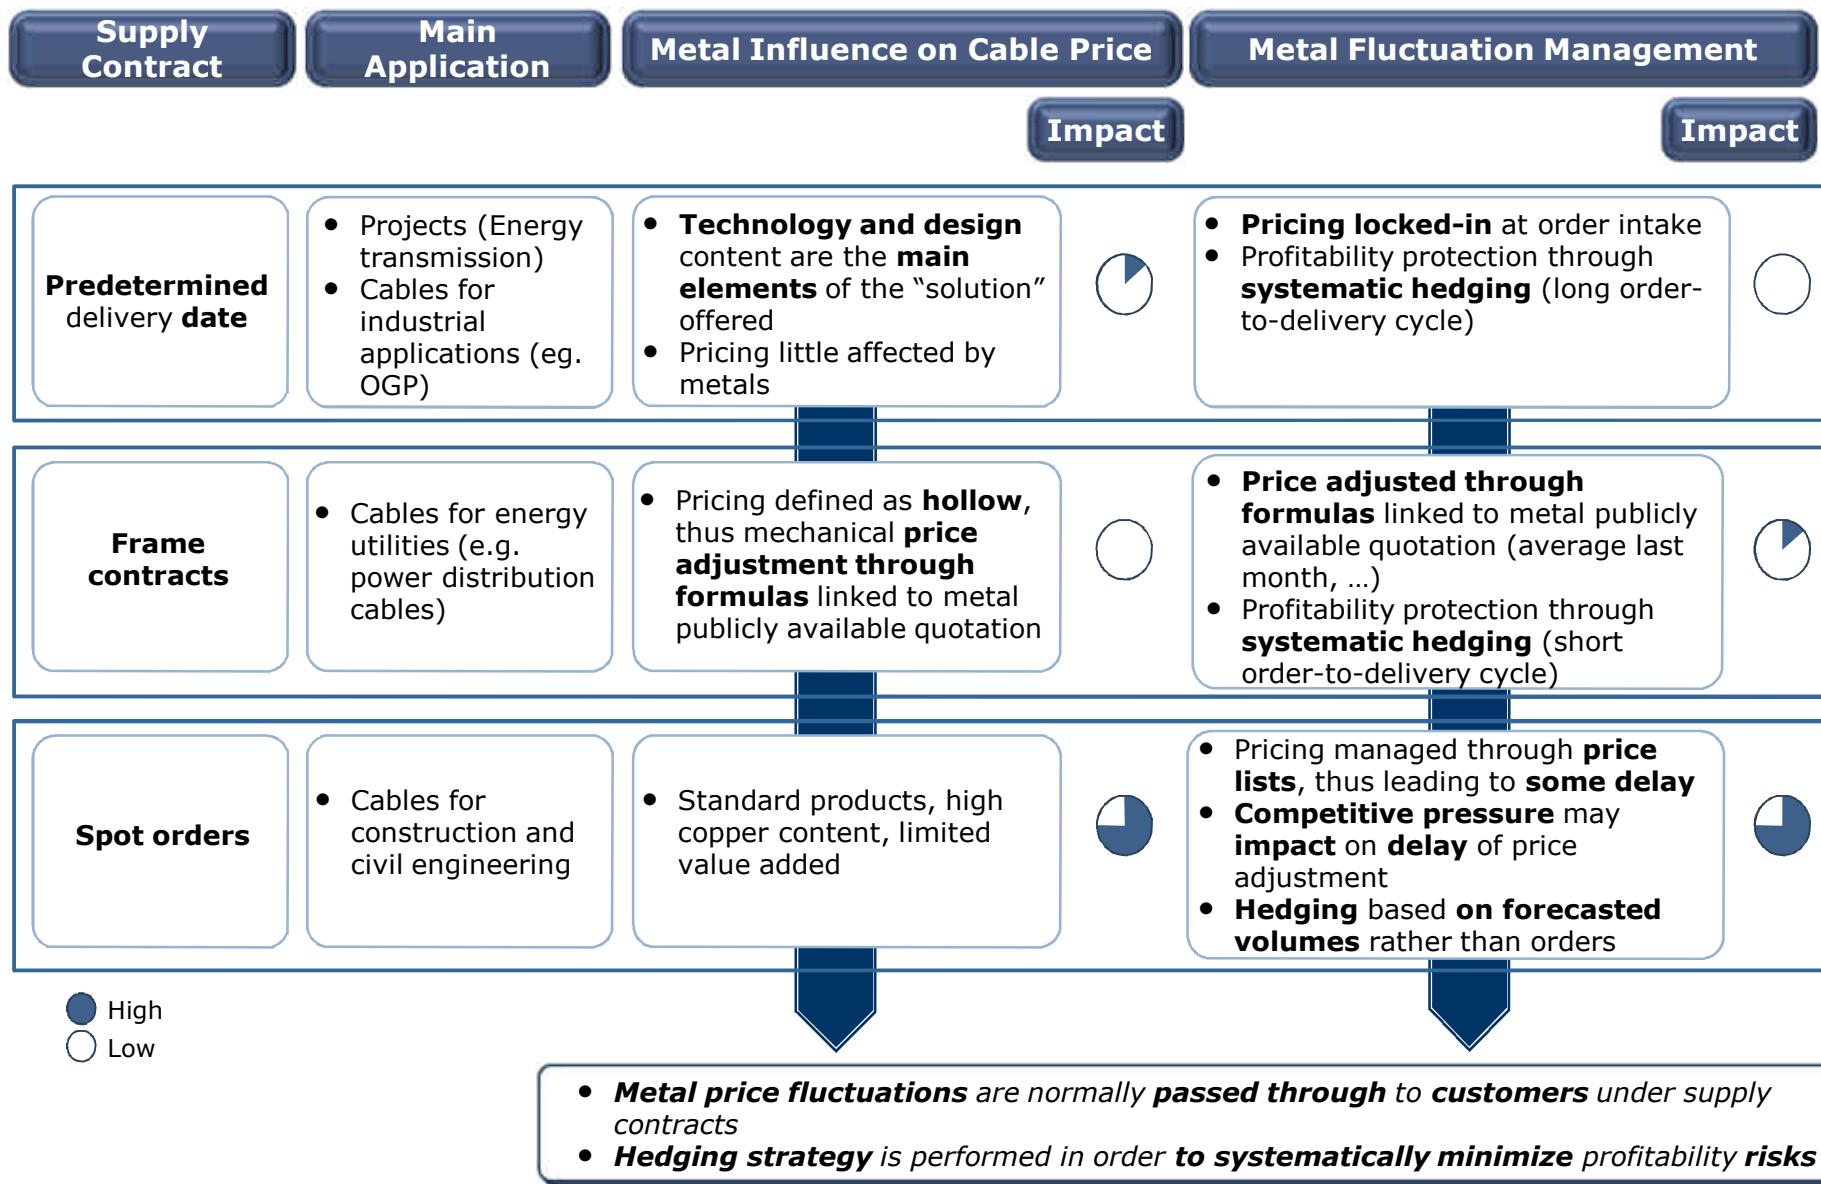 Supply
Contract
Main
Application
Metal Influence on Cable Price
Metal Fluctuation Management
Impact
Impact
Predetermined
delivery date
• Projects (Energy
transmission)
• Cables for
industrial
applications (eg.
OGP)
• Technology and design
content are the main
elements of the “solution”
offered
• Pricing little affected by
metals
• Pricing locked-in at order intake
• Profitability protection through
systematic hedging (long order-
to-delivery cycle)
Frame
contracts
• Cables for energy
utilities (e.g.
power distribution
cables)
• Pricing defined as hollow,
thus mechanical price
adjustment through
formulas linked to metal
publicly available quotation
• Price adjusted through
formulas linked to metal publicly
available quotation (average last
month, …)
• Profitability protection through
systematic hedging (short
order-to-delivery cycle)
Spot orders
• Cables for
construction and
civil engineering
• Standard products, high
copper content, limited
value added
• Pricing managed through price
lists, thus leading to some delay
• Competitive pressure may
impact on delay of price
adjustment
• Hedging based on forecasted
volumes rather than orders
High
Low
• Metal price fluctuations are normally passed through to customers under supply
contracts
• Hedging strategy is performed in order to systematically minimize profitability risks